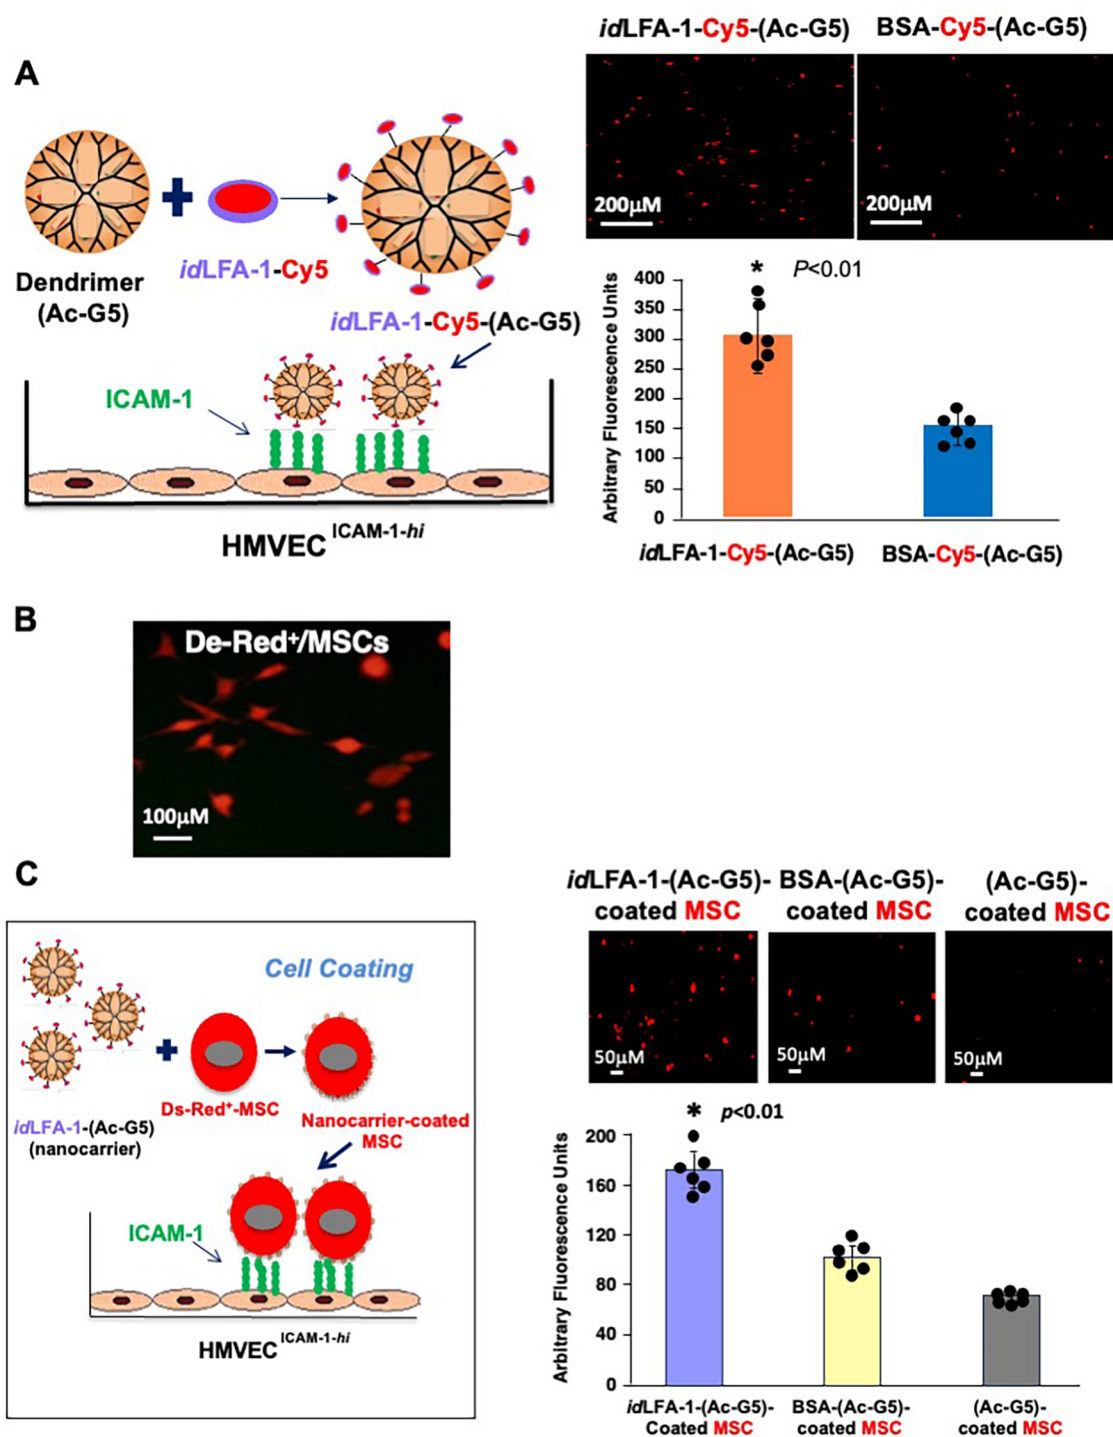 A
Dendrimer
(Ac-G5)
idLFA-1-Cy5
idLFA-1-Cy5-(Ac-G5)
ICAM-1
HMVEC ICAM-1-hi
idLFA-1-Cy5-(Ac-G5)
BSA-Cy5-(Ac-G5)
200µM
200µM
* P<0.01
Arbitrary Fluorescence Units
400
350
300
250
200
150
100
50
0
idLFA-1-Cy5-(Ac-G5)
BSA-Cy5-(Ac-G5)
B
De-Red+/MSCs
100µM
C
Cell Coating
idLFA-1-(Ac-G5)
(nanocarrier)
Ds-Red+-MSC
Nanocarrier-coated
MSC
ICAM-1
HMVEC ICAM-1-hi
idLFA-1-(Ac-G5)-
coated MSC
BSA-(Ac-G5)-
coated MSC
(Ac-G5)-
coated MSC
50µM
50µM
50µM
* p<0.01
Arbitrary Fluorescence Units
200
160
120
80
40
0
idLFA-1-(Ac-G5)-
Coated MSC
BSA-(Ac-G5)-
coated MSC
(Ac-G5)-
coated MSC